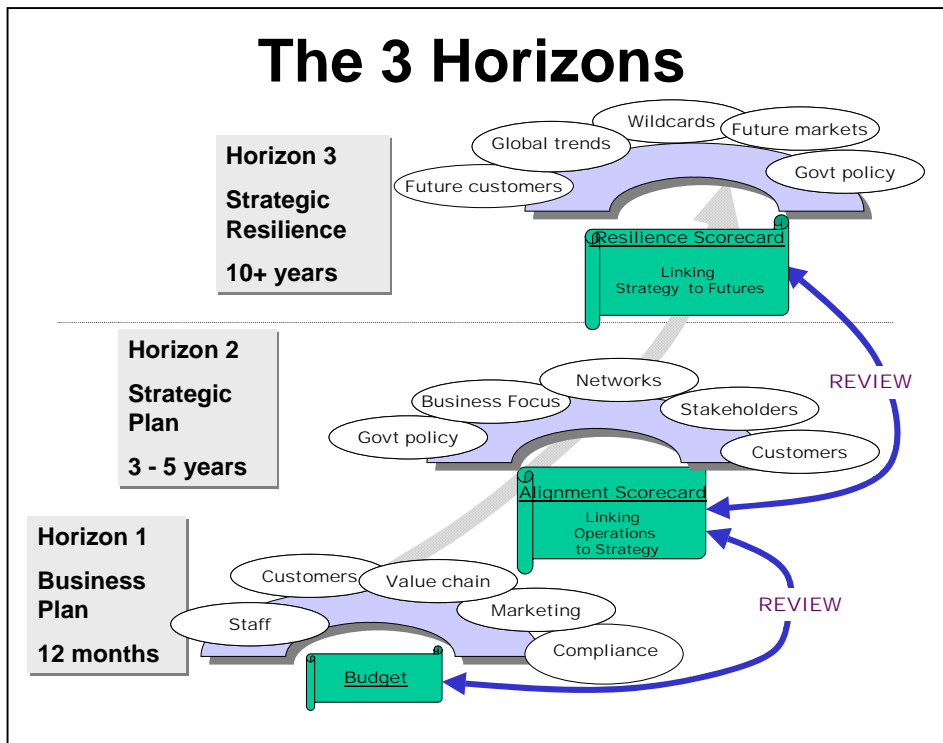 The 3 Horizons
Horizon 3
Strategic
Resilience
10+ years
Future customers
Global trends
Wildcards
Future markets
Govt policy
Resilience Scorecard
Linking
Strategy to Futures
Horizon 2
Strategic
Plan
3 - 5 years
Govt policy
Business Focus
Networks
Stakeholders
Customers
REVIEW
Alignment Scorecard
Linking
Operations
to Strategy
Horizon 1
Business
Plan
12 months
Staff
Customers
Value chain
Marketing
Compliance
REVIEW
Budget